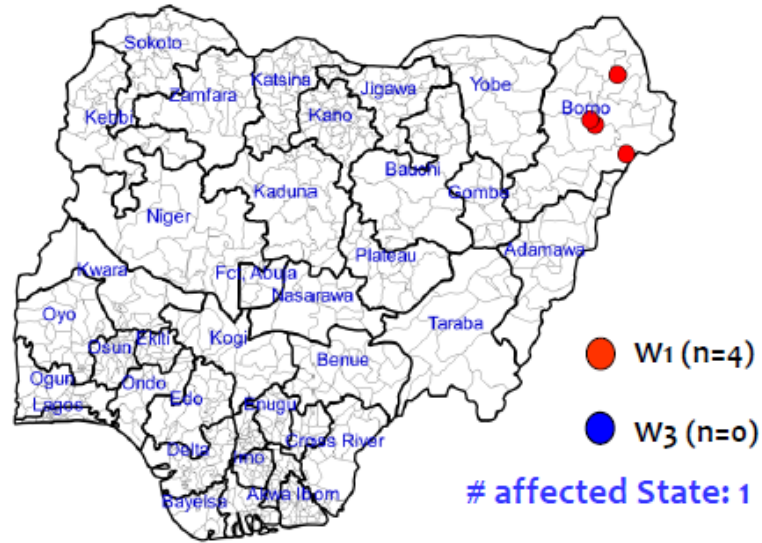 Sokoto
Katsina
Zamfara
Jigawa
Yobe
Kebbi
Kano
Borno
Bauchi
Kaduna
Gombe
Niger
Adamawa
Plateau
Kwara
Fct, Abuja
Nasarawa
Oyo
Taraba
Osun
Ekiti
Kogi
Benue
W1 (n=4)
Ogun
Ondo
Lagos
Edo
Enugu
W3 (n=0)
Cross River
Delta
Imo
# affected State: 1
Bayelsa
Akwa Ibom